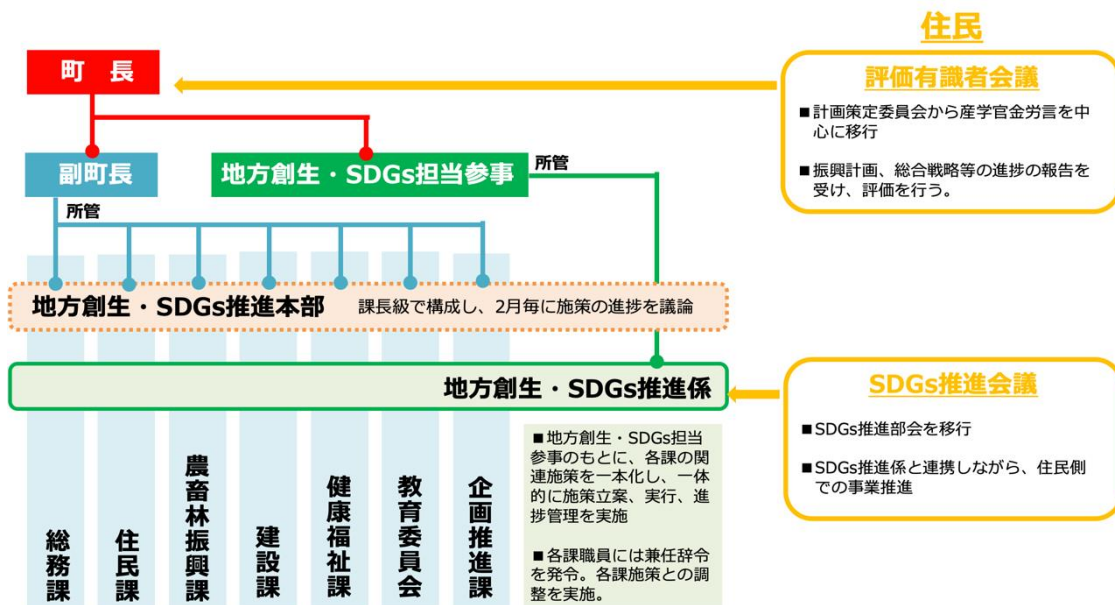 住民
町　長
評価有識者会議
■計画策定委員会から産学官金労言を中
心に移行
■振興計画、総合戦略等の進捗の報告を
受け、評価を行う。
副町長
地方創生・SDGs担当参事
所管
所管
地方創生・SDGs推進本部
課長級で構成し、2月毎に施策の進捗を議論
地方創生・SDGs推進係
SDGs推進会議
■SDGs推進部会を移行
■SDGs推進係と連携しながら、住民側
での事業推進
■地方創生・SDGs担当
参事のもとに、各課の関
連施策を一本化し、一体
的に施策立案、実行、進
捗管理を実施
■各課職員には兼任辞令
を発令。各課施策との調
整を実施。
総務課
住民課
農畜林振興課
建設課
健康福祉課
教育委員会
企画推進課